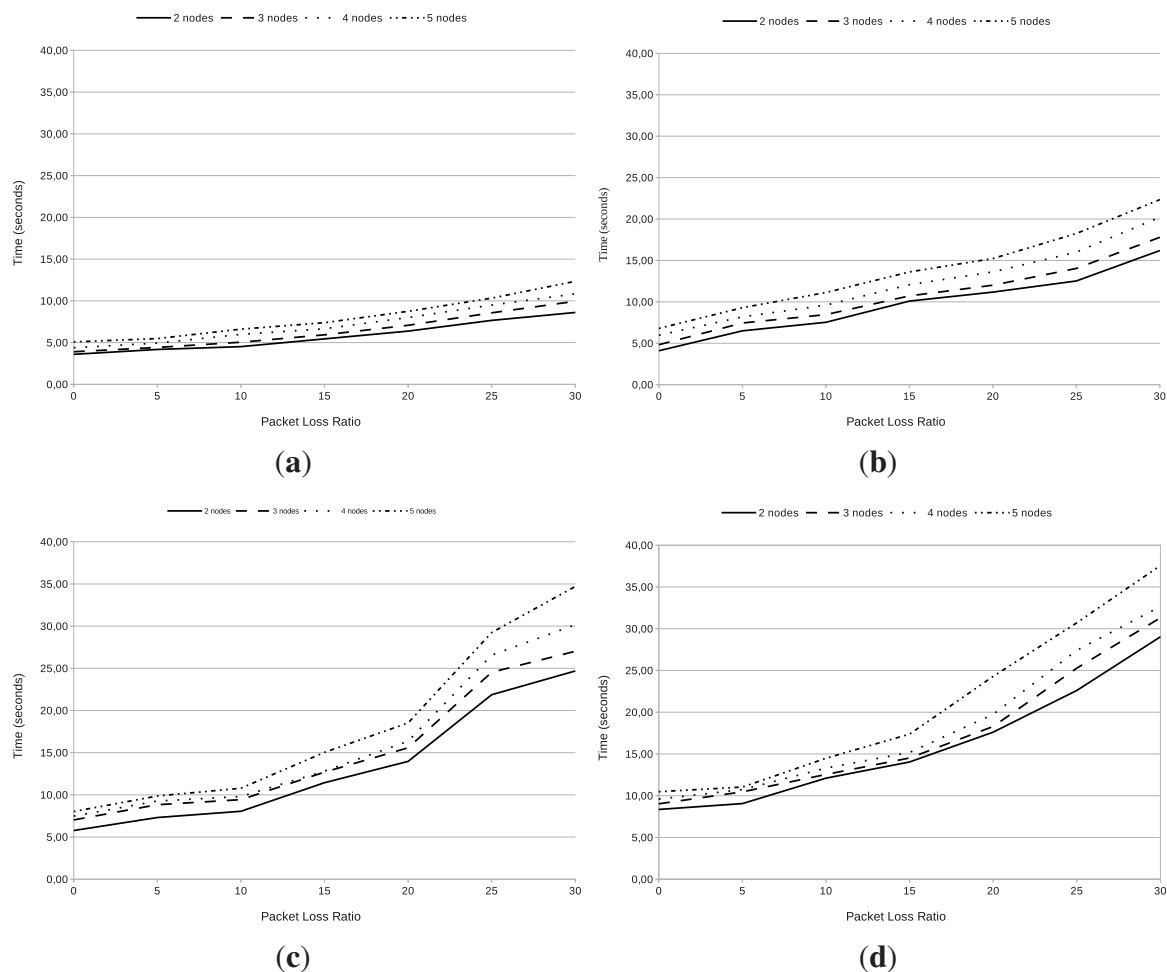 2 nodes 3 nodes 4 nodes 5 nodes
40,00
35,00
30,00
25,00
20,00
15,00
10,00
5,00
0,00
Time (seconds)
0 5 10 15 20 25 30
Packet Loss Ratio
(a)
2 nodes 3 nodes 4 nodes 5 nodes
40,00
35,00
30,00
25,00
20,00
15,00
10,00
5,00
0,00
Time (seconds)
0 5 10 15 20 25 30
Packet Loss Ratio
(b)
2 nodes 3 nodes 4 nodes 5 nodes
40,00
35,00
30,00
25,00
20,00
15,00
10,00
5,00
0,00
Time (seconds)
0 5 10 15 20 25 30
Packet Loss Ratio
(c)
2 nodes 3 nodes 4 nodes 5 nodes
40,00
35,00
30,00
25,00
20,00
15,00
10,00
5,00
0,00
Time (seconds)
0 5 10 15 20 25 30
Packet Loss Ratio
(d)